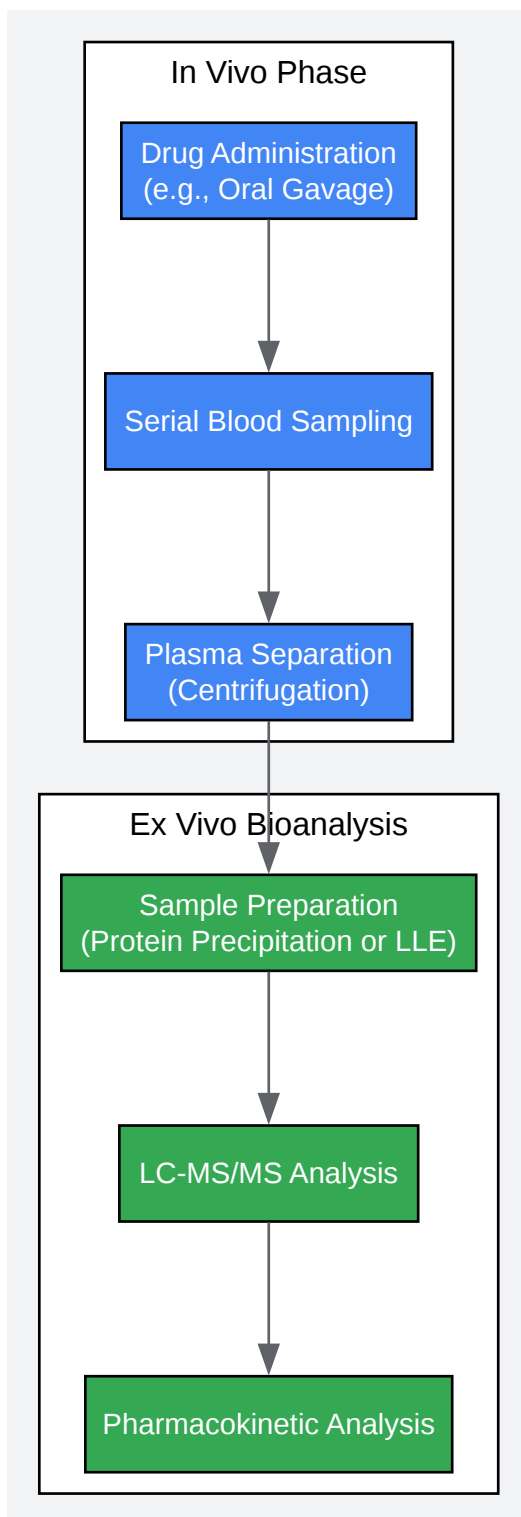 In Vivo Phase
Drug Administration
(e.g., Oral Gavage)
Serial Blood Sampling
Plasma Separation
(Centrifugation)
Ex Vivo Bioanalysis
Sample Preparation
(Protein Precipitation or LLE)
LC-MS/MS Analysis
Pharmacokinetic Analysis